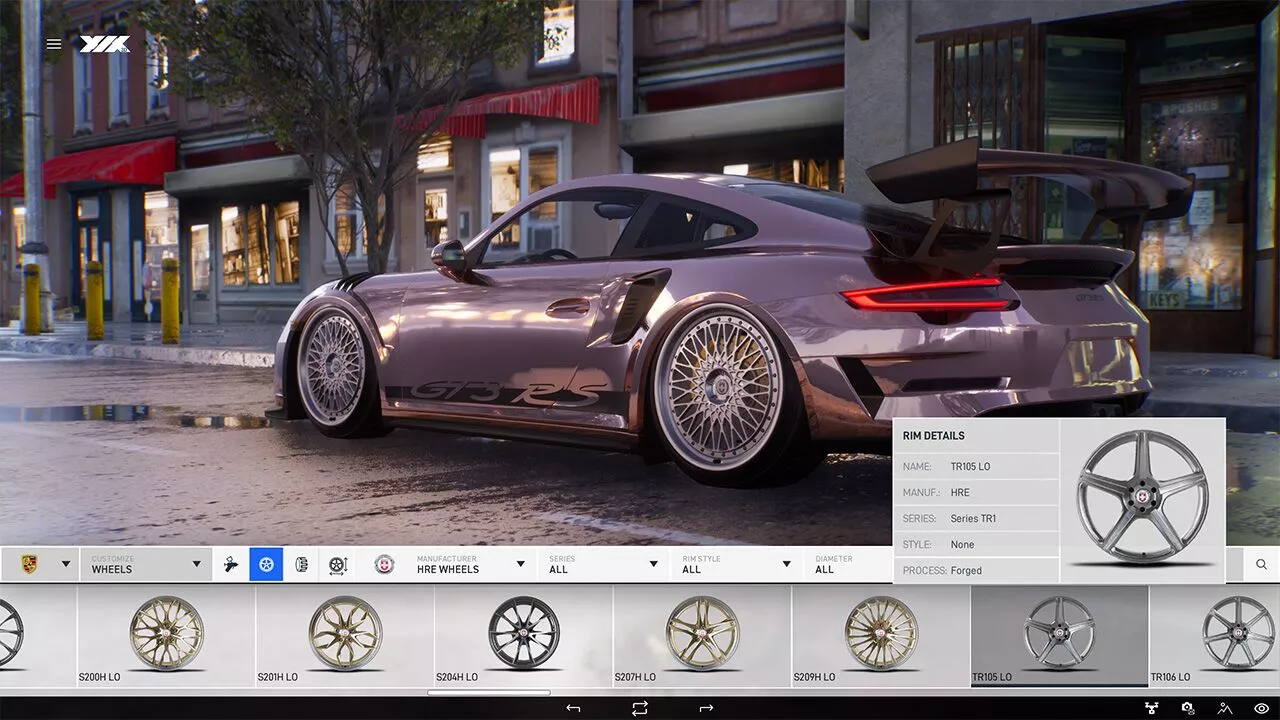 GT3 RS
KEYS
RIM DETAILS
NAME: TR105 LO
MANUF.: HRE
SERIES: Series TR1
STYLE: None
PROCESS: Forged
CUSTOMIZE
WHEELS
MANUFACTURER
HRE WHEELS
SERIES
ALL
RIM STYLE
ALL
DIAMETER
ALL
S200H LO
S201H LO
S204H LO
S207H LO
S209H LO
TR105 LO
TR106 LO